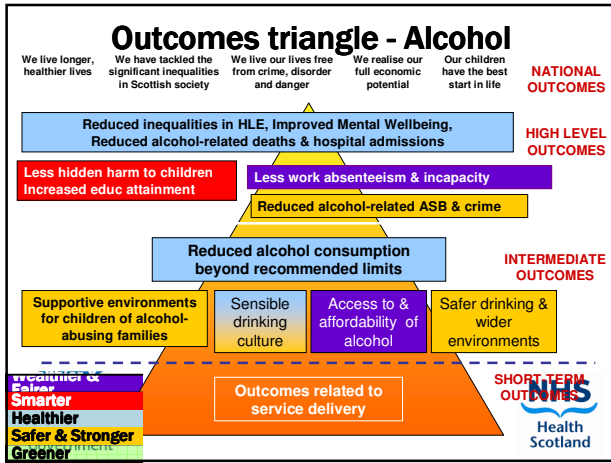 Outcomes triangle - Alcohol
We live longer,
healthier lives
We have tackled the
significant inequalities
in Scottish society
We live our lives free
from crime, disorder
and danger
We realise our
full economic
potential
Our children
have the best
start in life
NATIONAL
OUTCOMES
Reduced inequalities in HLE, Improved Mental Wellbeing,
Reduced alcohol-related deaths & hospital admissions
HIGH LEVEL
OUTCOMES
Less hidden harm to children
Increased educ attainment
Less work absenteeism & incapacity
Reduced alcohol-related ASB & crime
Reduced alcohol consumption
beyond recommended limits
INTERMEDIATE
OUTCOMES
Supportive environments
for children of alcohol-
abusing families
Sensible
drinking
culture
Access to &
affordability of
alcohol
Safer drinking &
wider
environments
SHORT TERM
OUTCOMES
Outcomes related to
service delivery
Wealthier &
Fairer
Smarter
Healthier
Safer & Stronger
Greener
Government
NHS
Health
Scotland